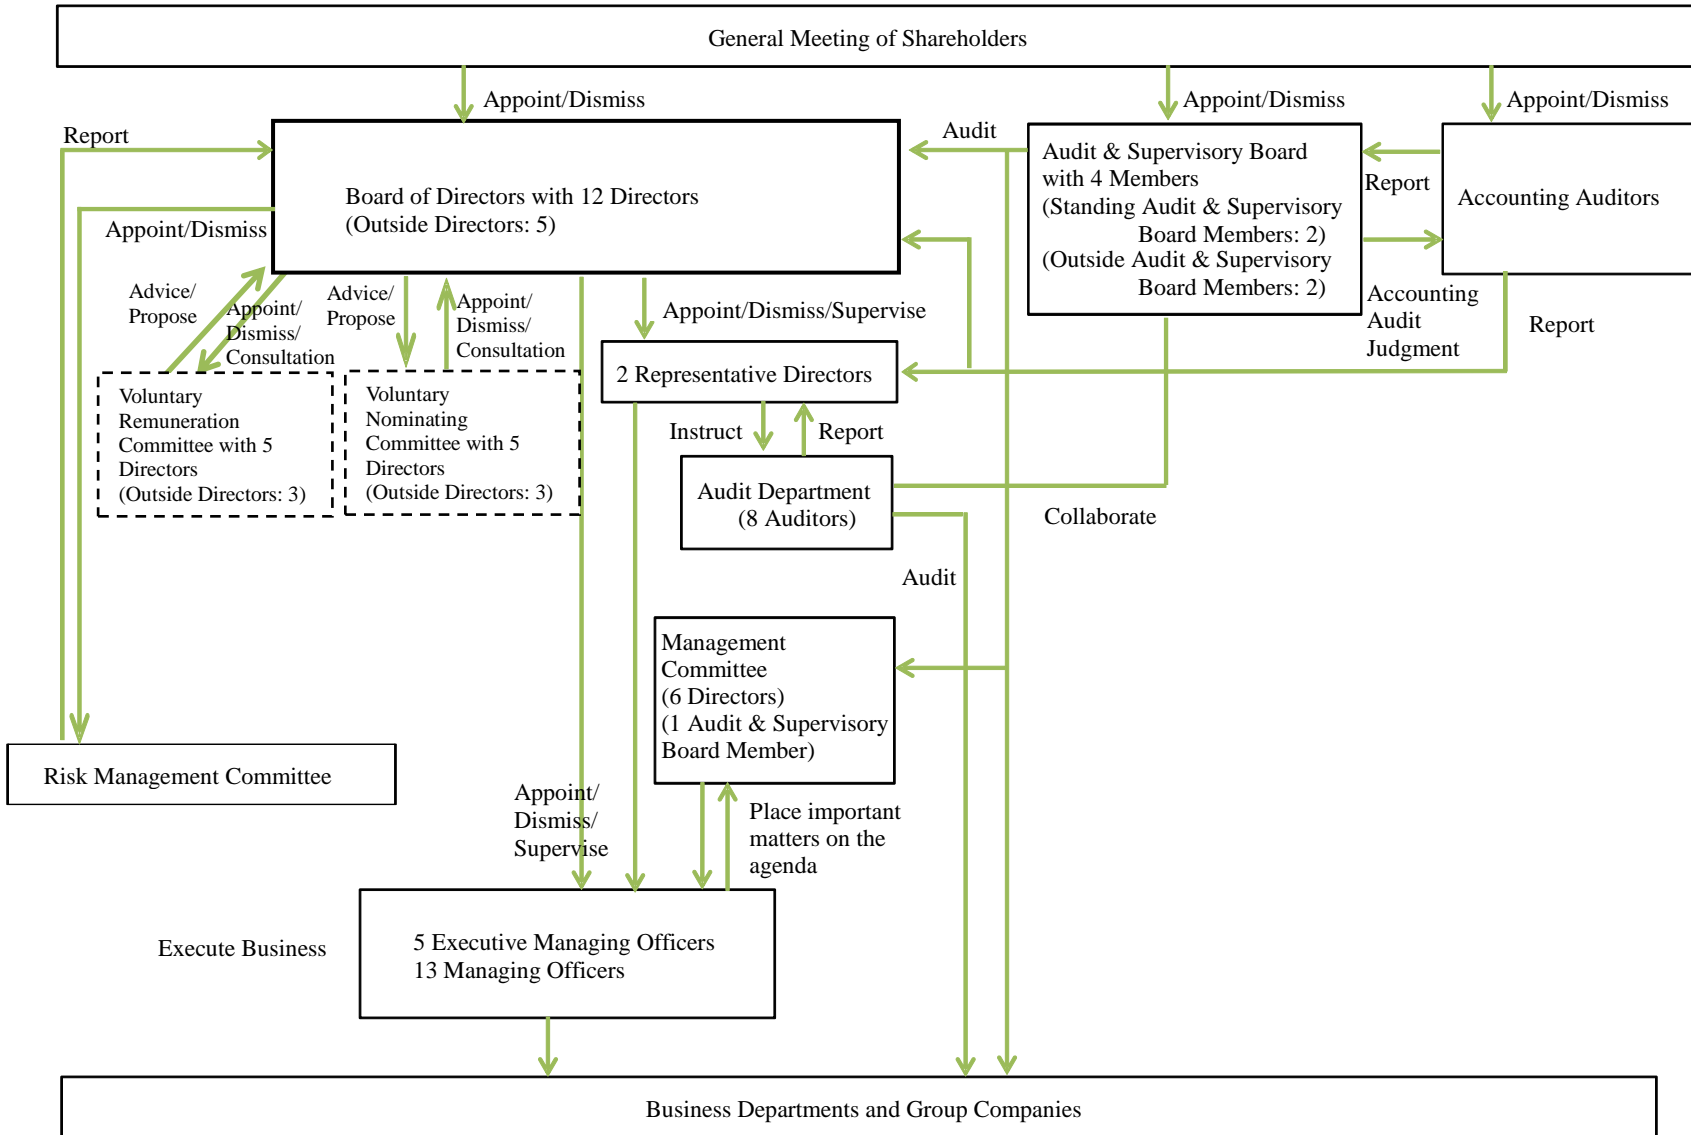 General Meeting of Shareholders
Appoint/Dismiss
Appoint/Dismiss
Appoint/Dismiss
Report
Audit
Board of Directors with 12 Directors
(Outside Directors: 5)
Audit & Supervisory Board
with 4 Members
(Standing Audit & Supervisory
Board Members: 2)
(Outside Audit & Supervisory
Board Members: 2)
Report
Accounting Auditors
Appoint/Dismiss
Advice/
Propose
Appoint/
Dismiss/
Consultation
Advice/
Propose
Appoint/
Dismiss/
Consultation
Appoint/Dismiss/Supervise
Accounting
Audit
Judgment
Report
2 Representative Directors
Voluntary
Remuneration
Committee with 5
Directors
(Outside Directors: 3)
Voluntary
Nominating
Committee with 5
Directors
(Outside Directors: 3)
Instruct
Report
Audit Department
(8 Auditors)
Collaborate
Audit
Management
Committee
(6 Directors)
(1 Audit & Supervisory
Board Member)
Risk Management Committee
Appoint/
Dismiss/
Supervise
Place important
matters on the
agenda
Execute Business
5 Executive Managing Officers
13 Managing Officers
Business Departments and Group Companies